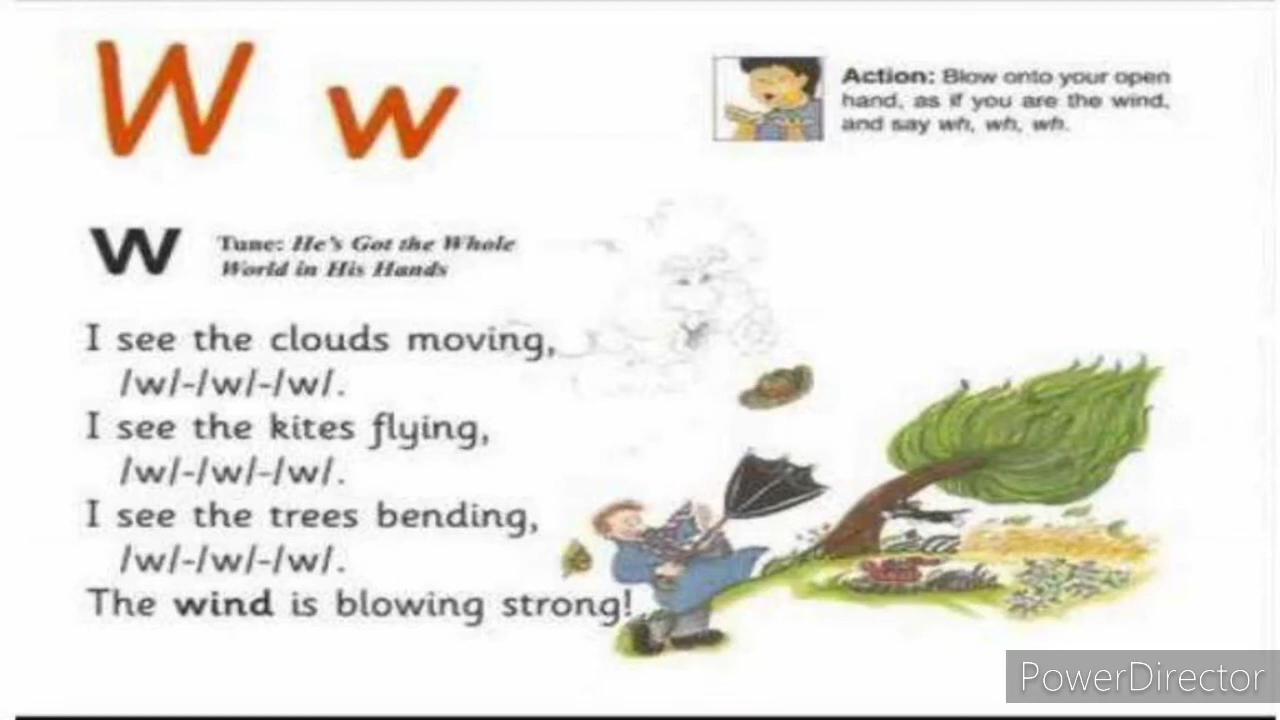 W w
Action: Blow onto your open
hand, as if you are the wind,
and say wh, wh, wh.
w
Tune: He's Got the Whole
World in His Hands
I see the clouds moving,
/w/-/w/-/w/.
I see the kites flying,
/w/-/w/-/w/.
I see the trees bending,
/w/-/w/-/w/.
The wind is blowing strong!
PowerDirector